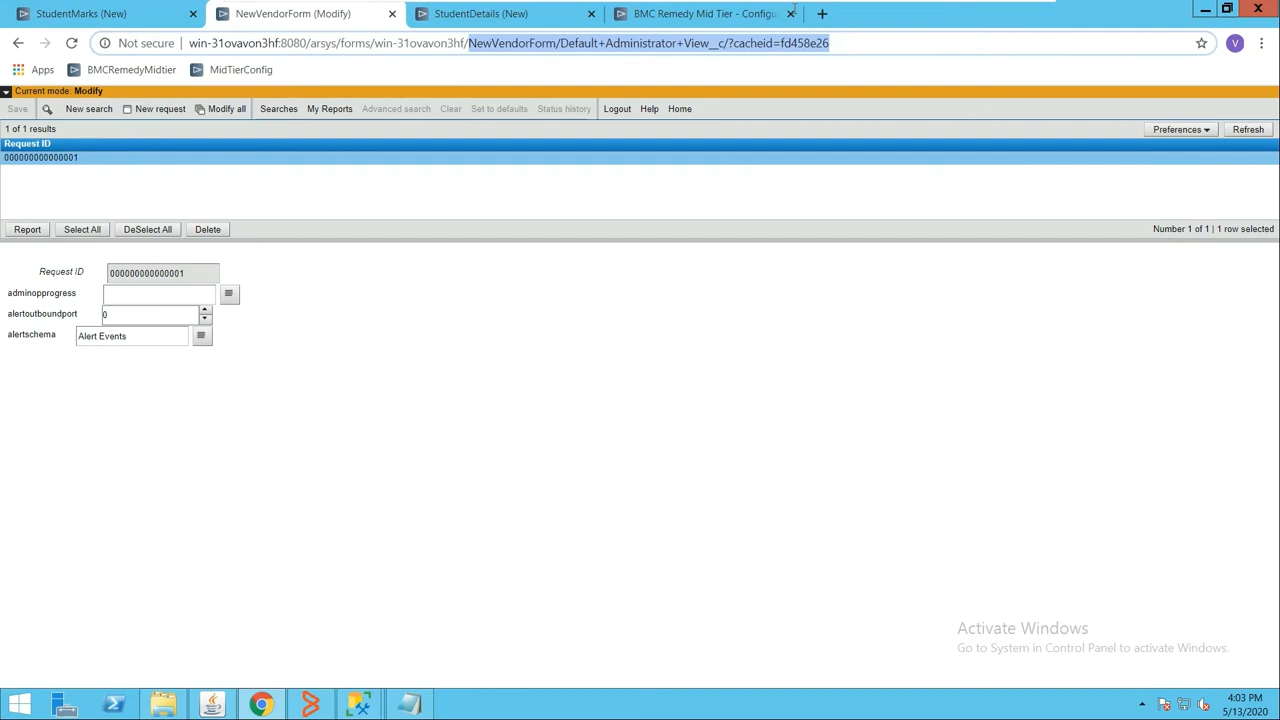 StudentMarks (New)
NewVendorForm (Modify)
StudentDetails (New)
BMC Remedy Mid Tier - Configu
Not secure
win-31ovavon3hf:8080/arsys/forms/win-31ovavon3hf/NewVendorForm/Default+Administrator+View__c/?cacheid=fd458e26
V
Apps BMCRemedyMidtier MidTierConfig
Current mode: Modify
Save New search New request Modify all Searches My Reports Advanced search Clear Set to defaults Status history Logout Help Home
1 of 1 results
Preferences
Refresh
Request ID
000000000000001
Report Select All DeSelect All Delete
Number 1 of 1 | 1 row selected
Request ID 000000000000001
adminopprogress
alertoutboundport 0
alertschema Alert Events
Activate Windows
Go to System in Control Panel to activate Windows.
4:03 PM
5/13/2020